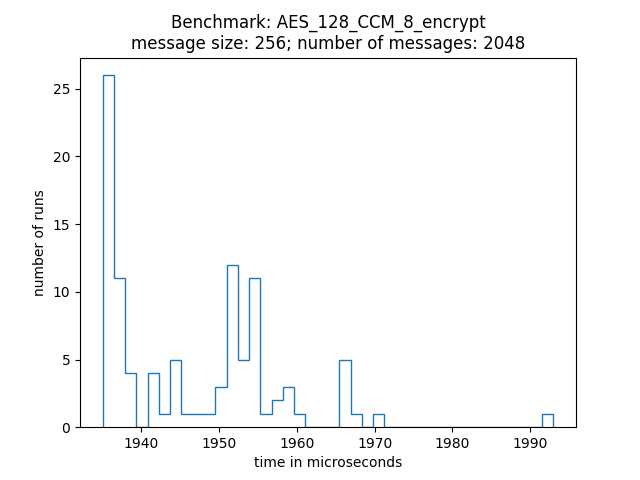 Benchmark: AES_128_CCM_8_encrypt
message size: 256; number of messages: 2048
number of runs
25
20
15
10
5
0
1940 1950 1960 1970 1980 1990
time in microseconds